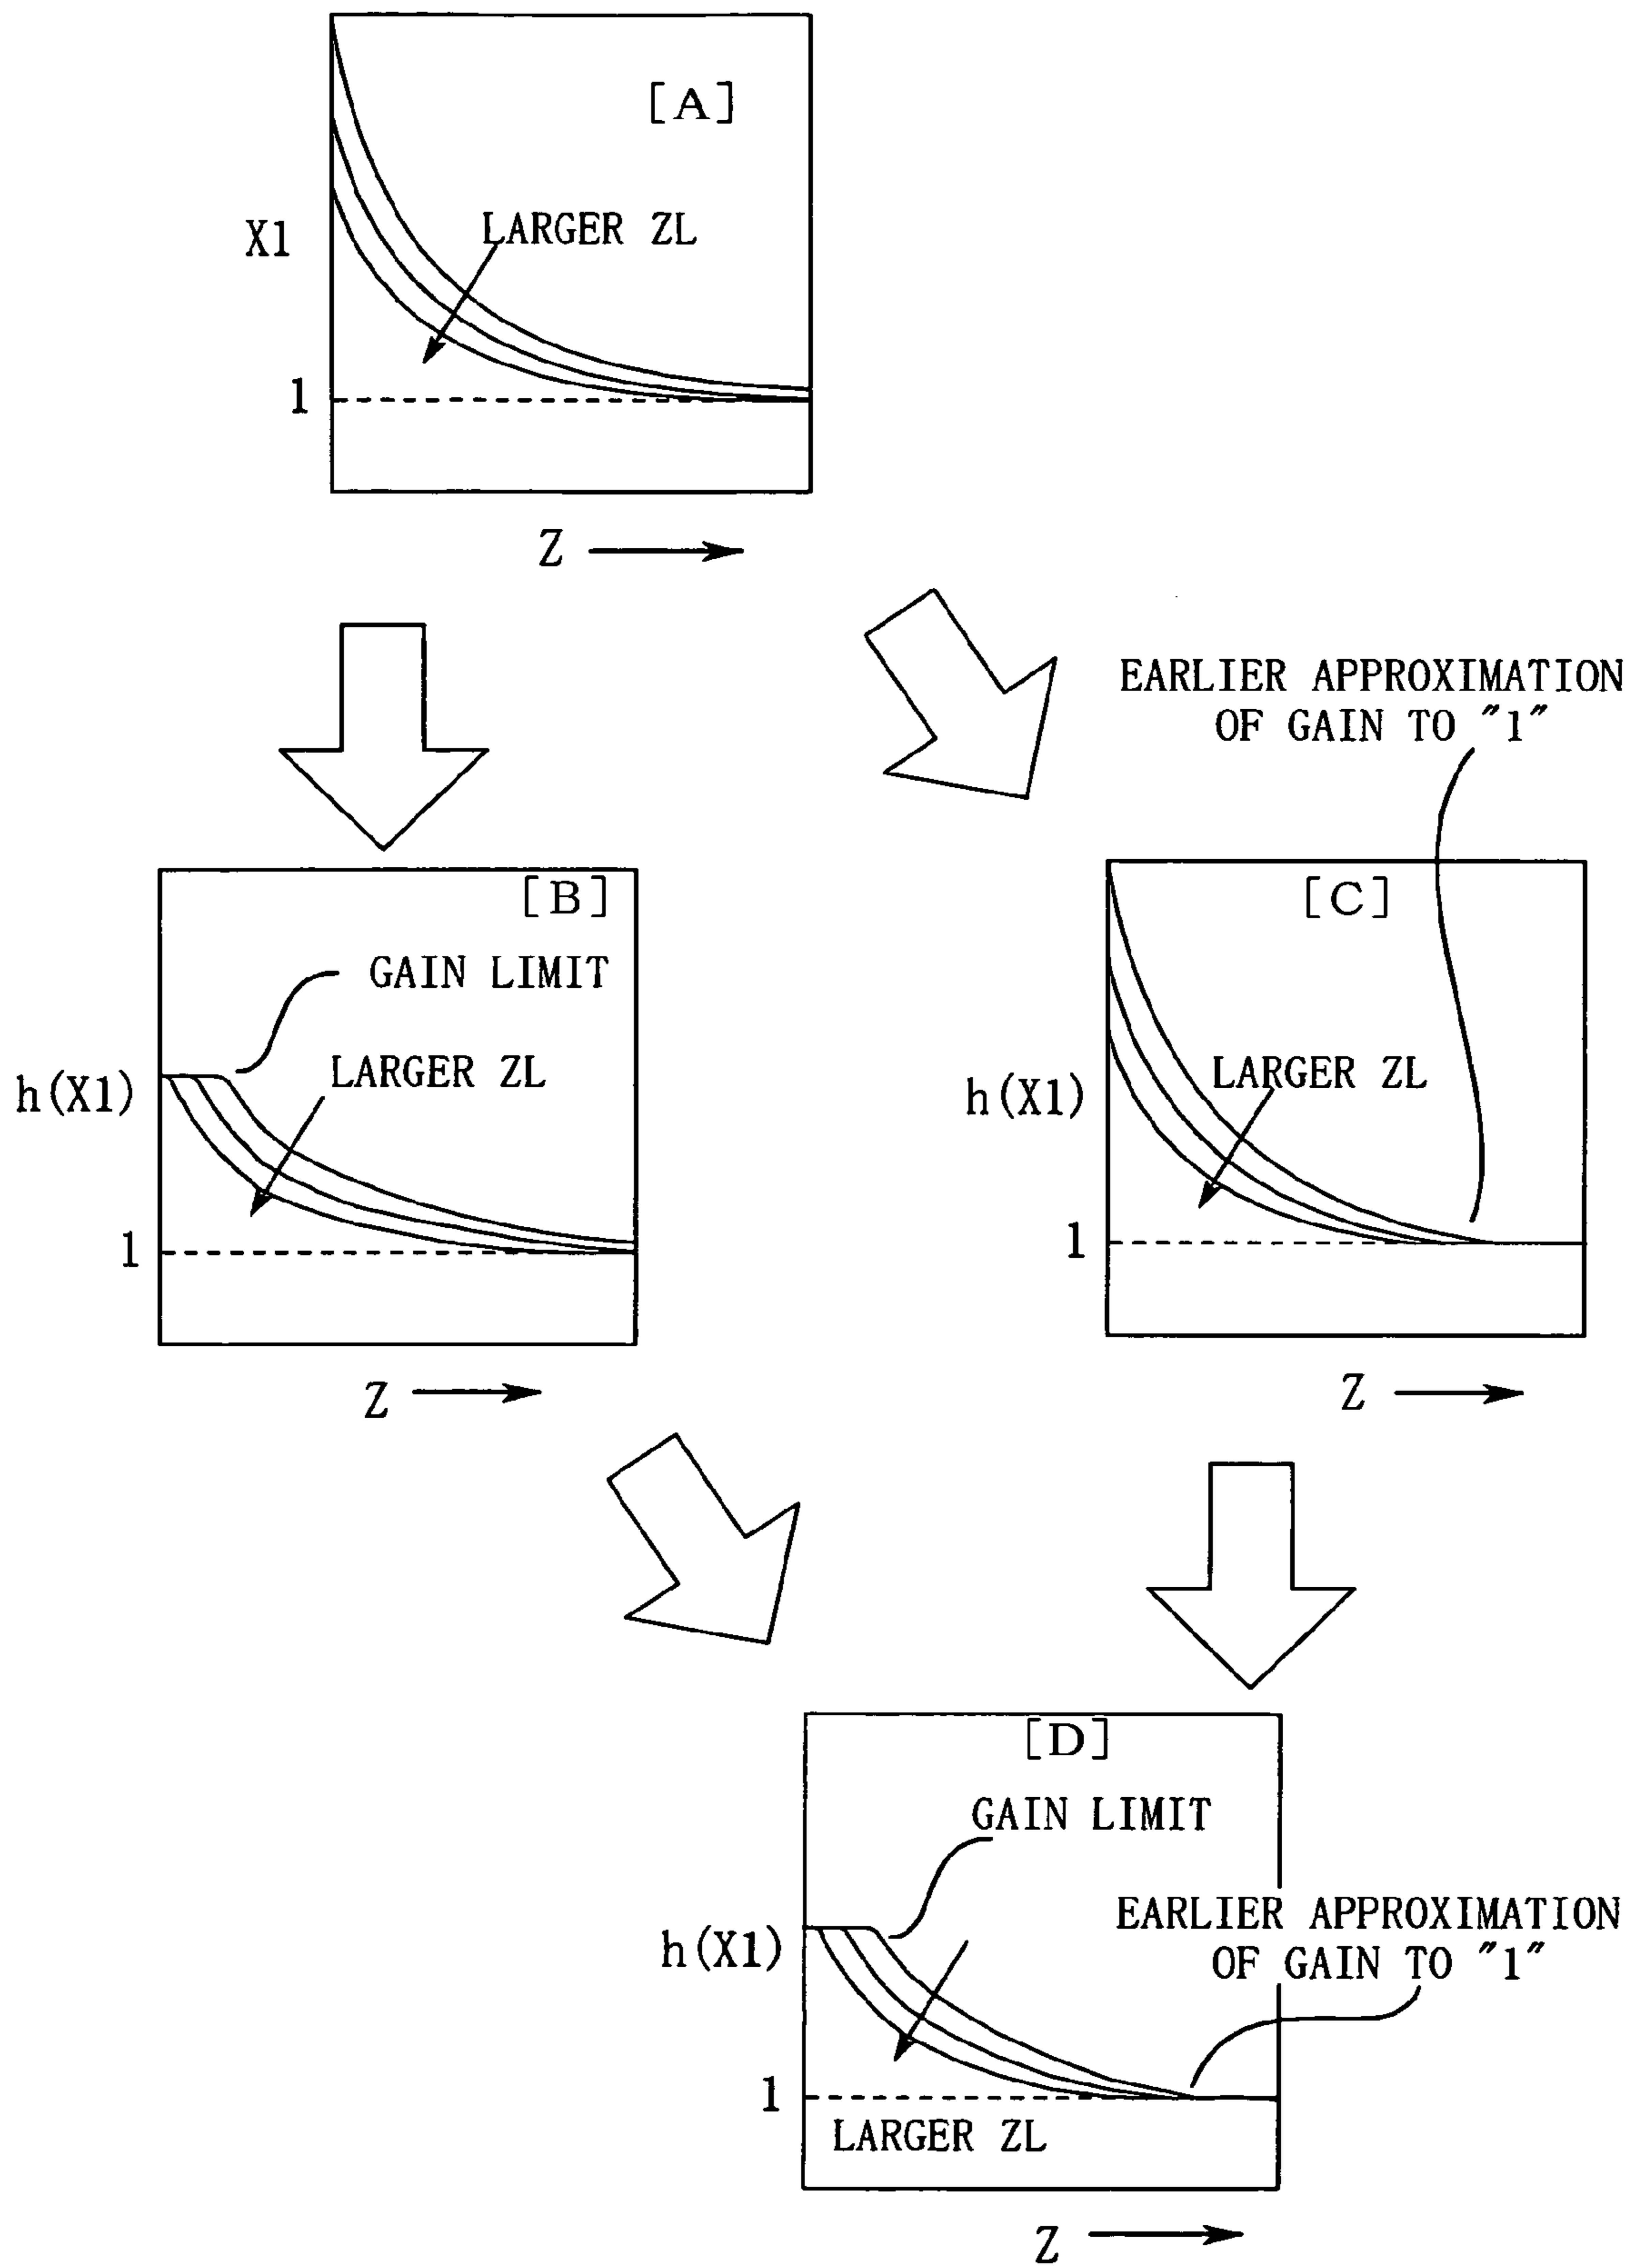 [A]
X1
LARGER ZL
1
Z
EARLIER APPROXIMATION
OF GAIN TO "1"
[B]
GAIN LIMIT
h(X1)
LARGER ZL
1
Z
[C]
h(X1)
LARGER ZL
1
Z
[D]
GAIN LIMIT
h(X1)
EARLIER APPROXIMATION
OF GAIN TO "1"
1
LARGER ZL
Z